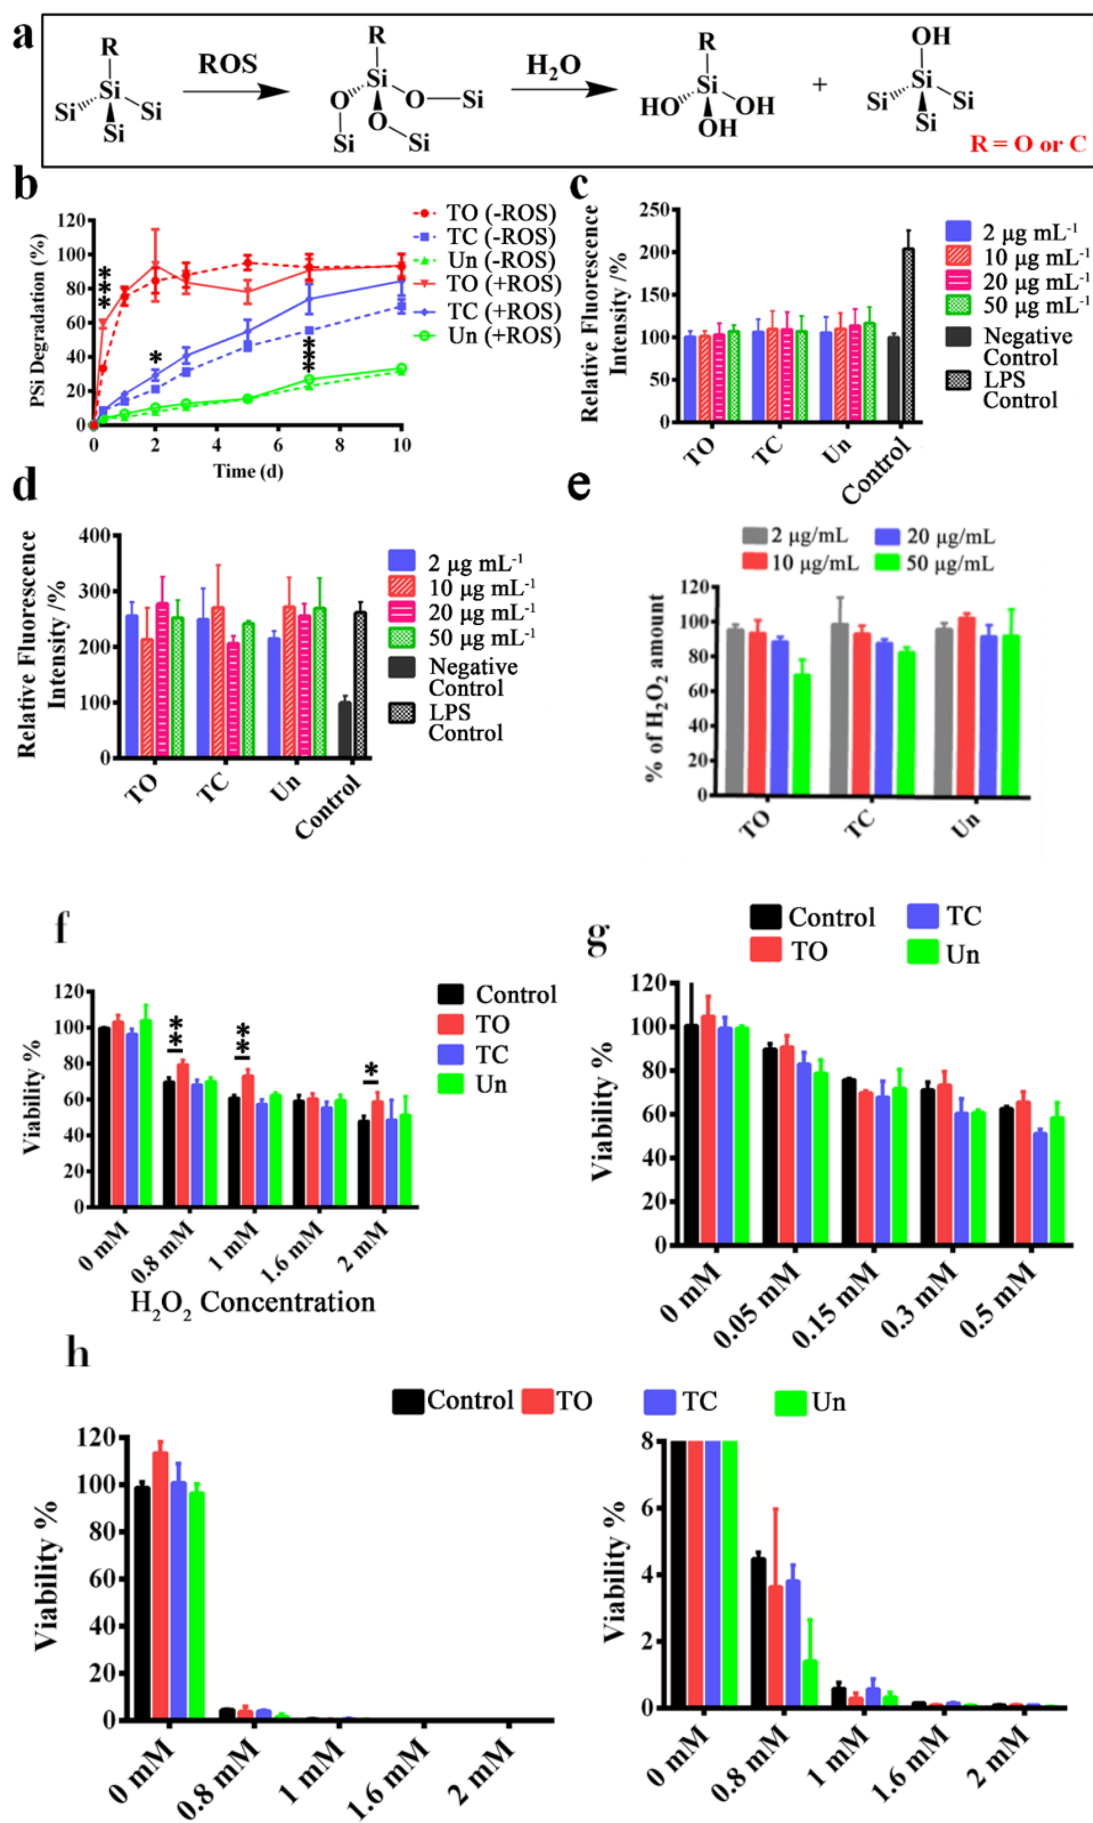 a
R
Si
Si
Si
Si
ROS
R
Si
O
O
O
Si
Si
Si
H₂O
R
Si
HO
OH
OH
+
OH
Si
Si
Si
Si
R = O or C
b
PSi Degradation (%)
120
100
80
60
40
20
0
***
*
***
0 2 4 6 8 10
Time (d)
TO (-ROS)
TC (-ROS)
Un (-ROS)
TO (+ROS)
TC (+ROS)
Un (+ROS)
c
Relative Fluorescence
Intensity /%
250
200
150
100
50
0
TO TC Un Control
2 µg mL⁻¹
10 µg mL⁻¹
20 µg mL⁻¹
50 µg mL⁻¹
Negative
Control
LPS
Control
d
Relative Fluorescence
Intensity /%
400
300
200
100
0
TO TC Un Control
2 µg mL⁻¹
10 µg mL⁻¹
20 µg mL⁻¹
50 µg mL⁻¹
Negative
Control
LPS
Control
e
2 µg/mL 20 µg/mL
10 µg/mL 50 µg/mL
% of H₂O₂ amount
120
100
80
60
40
20
0
TO TC Un
f
Viability %
120
100
80
60
40
20
0
**
**
*
0 mM 0.8 mM 1 mM 1.6 mM 2 mM
H₂O₂ Concentration
Control
TO
TC
Un
g
Control TC
TO Un
Viability %
120
100
80
60
40
20
0
0 mM 0.05 mM 0.15 mM 0.3 mM 0.5 mM
h
Control TO TC Un
Viability %
120
100
80
60
40
20
0
0 mM 0.8 mM 1 mM 1.6 mM 2 mM
Viability %
8
6
4
2
0
0 mM 0.8 mM 1 mM 1.6 mM 2 mM